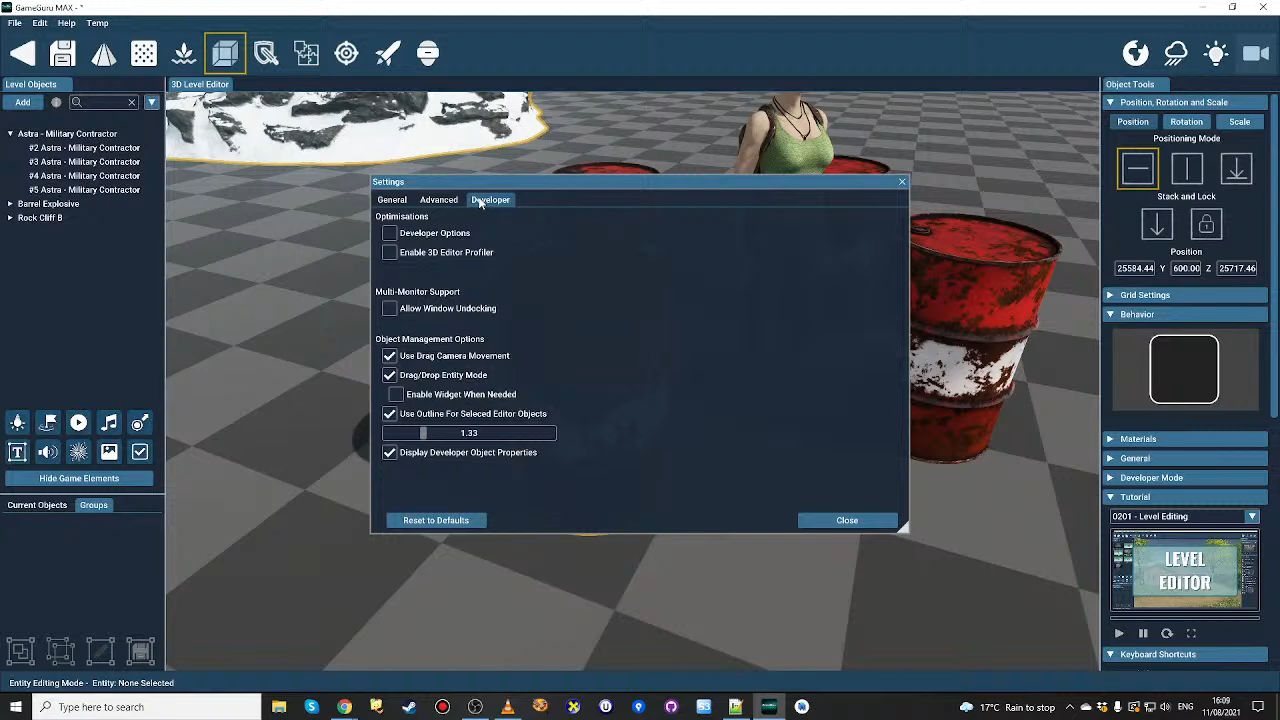 GameGuru MAX - *
File Edit Help Temp
Level Objects
3D Level Editor
Object Tools
Add
Astra - Military Contractor
#2 Astra - Military Contractor
#3 Astra - Military Contractor
#4 Astra - Military Contractor
#5 Astra - Military Contractor
Barrel Explosive
Rock Cliff B
Hide Game Elements
Current Objects Groups
Settings
General Advanced Developer
Optimisations
Developer Options
Enable 3D Editor Profiler
Multi-Monitor Support
Allow Window Undocking
Object Management Options
Use Drag Camera Movement
Drag/Drop Entity Mode
Enable Widget When Needed
Use Outline For Seleced Editor Objects
1.33
Display Developer Object Properties
Reset to Defaults
Close
Position, Rotation and Scale
Position Rotation Scale
Positioning Mode
Stack and Lock
Position
25584.44 Y 600.00 Z 25717.46
Grid Settings
Behavior
Materials
General
Developer Mode
Tutorial
0201 - Level Editing
LEVEL
EDITOR
Keyboard Shortcuts
Entity Editing Mode - Entity: None Selected
Type here to search
17°C Rain to stop
16:09
11/08/2021